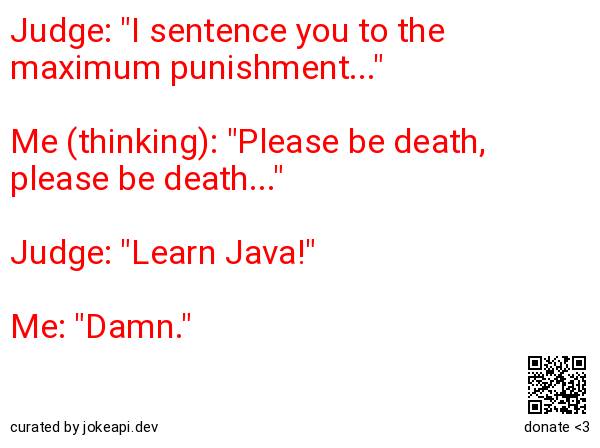 Judge: "I sentence you to the
maximum punishment..."
Me (thinking): "Please be death,
please be death..."
Judge: "Learn Java!"
Me: "Damn."
curated by jokeapi.dev
donate <3